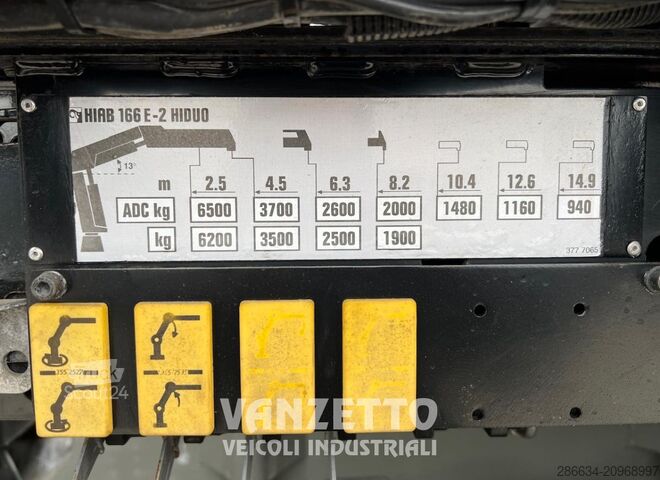 HIAB 166 E-2 HIDUO
13°
m 2.5 4.5 6.3 8.2 10.4 12.6 14.9
ADC kg 6500 3700 2600 2000 1480 1160 940
kg 6200 3500 2500 1900
377 7065
Scout24
VANZETTO
VEICOLI INDUSTRIALI
286634-20968997